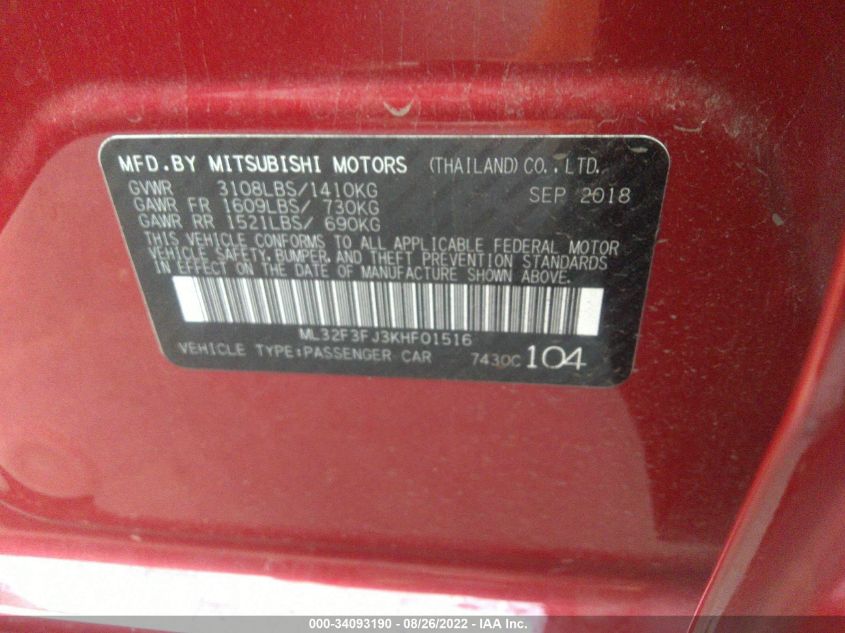 MFD.BY MITSUBISHI MOTORS (THAILAND) CO., LTD.
GVWR 3108LBS/1410KG SEP 2018
GAWR FR 1609LBS/ 730KG
GAWR RR 1521LBS/ 690KG
THIS VEHICLE CONFORMS TO ALL APPLICABLE FEDERAL MOTOR
VEHICLE SAFETY, BUMPER, AND THEFT PREVENTION STANDARDS
IN EFFECT ON THE DATE OF MANUFACTURE SHOWN ABOVE.
ML32F3FJ3KHF01516
VEHICLE TYPE:PASSENGER CAR 7430C 104
000-34093190 - 08/26/2022 - IAA Inc.